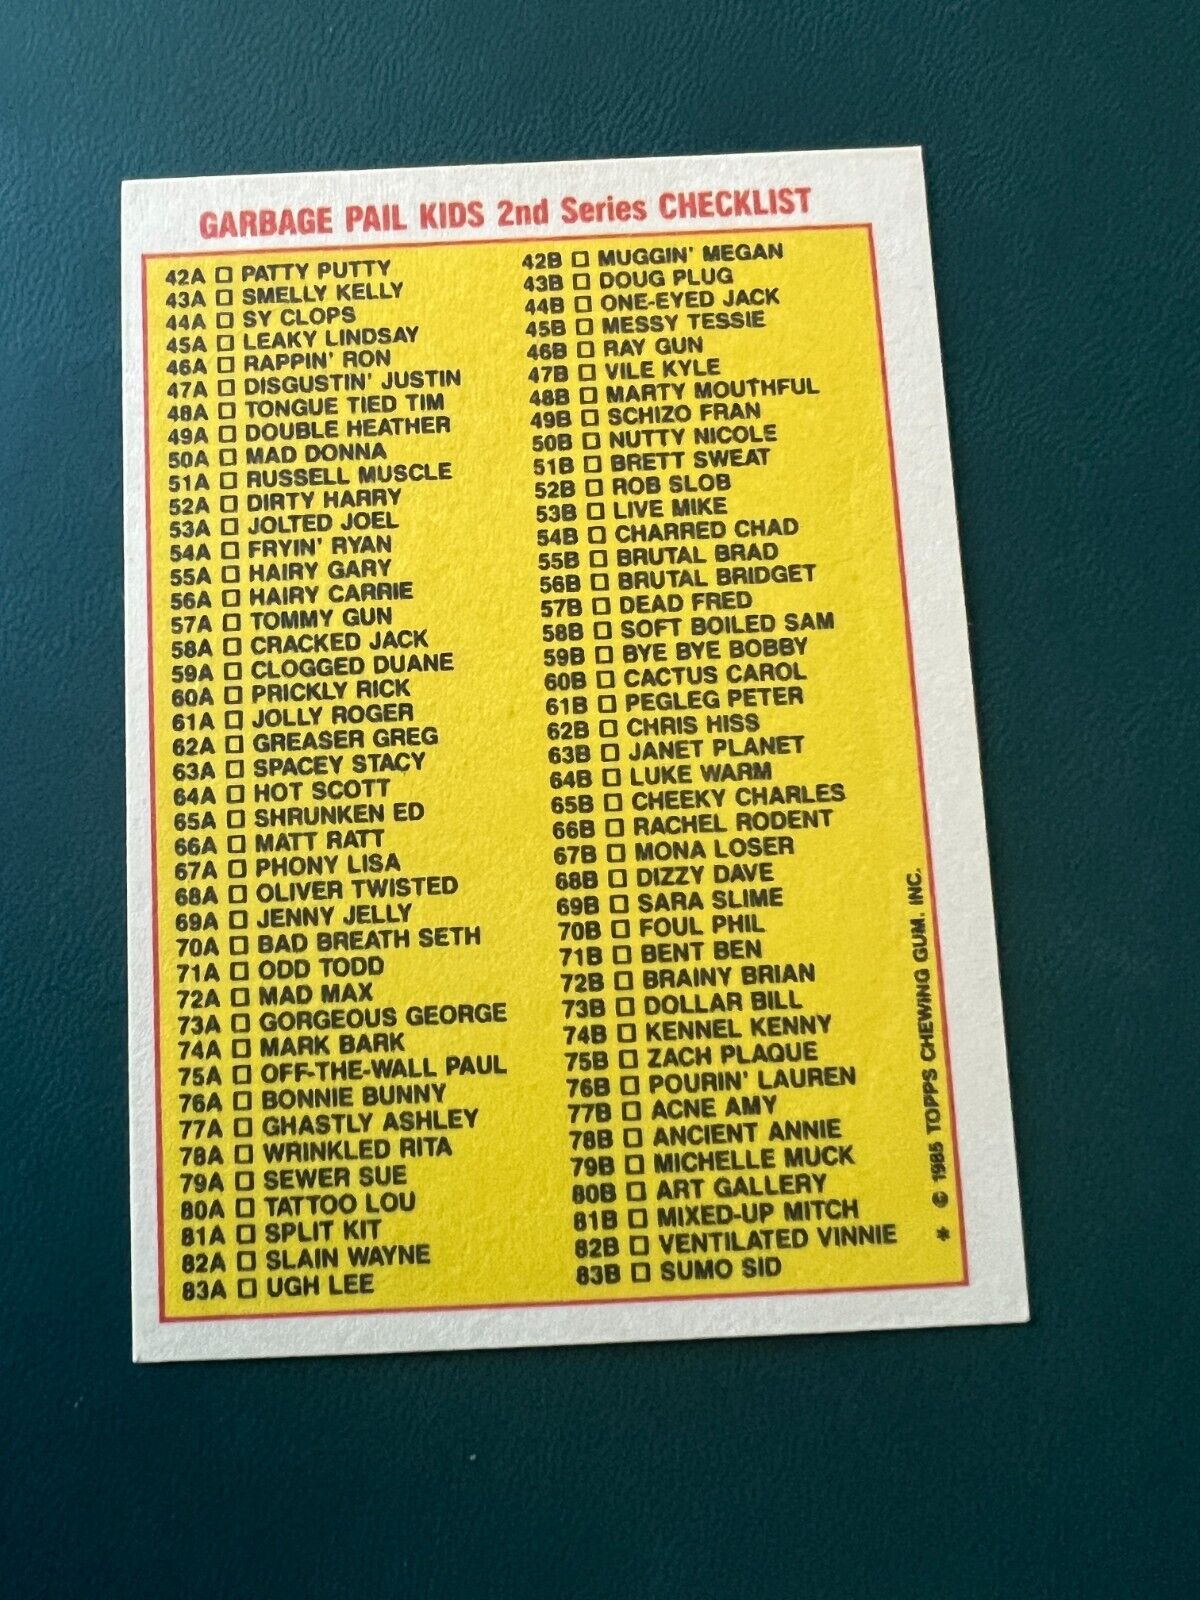 GARBAGE PAIL KIDS 2nd Series CHECKLIST
42A □ PATTY PUTTY
43A □ SMELLY KELLY
44A □ SY CLOPS
45A □ LEAKY LINDSAY
46A □ RAPPIN' RON
47A □ DISGUSTIN' JUSTIN
48A □ TONGUE TIED TIM
49A □ DOUBLE HEATHER
50A □ MAD DONNA
51A □ RUSSELL MUSCLE
52A □ DIRTY HARRY
53A □ JOLTED JOEL
54A □ FRYIN' RYAN
55A □ HAIRY GARY
56A □ HAIRY CARRIE
57A □ TOMMY GUN
58A □ CRACKED JACK
59A □ CLOGGED DUANE
60A □ PRICKLY RICK
61A □ JOLLY ROGER
62A □ GREASER GREG
63A □ SPACEY STACY
64A □ HOT SCOTT
65A □ SHRUNKEN ED
66A □ MATT RATT
67A □ PHONY LISA
68A □ OLIVER TWISTED
69A □ JENNY JELLY
70A □ BAD BREATH SETH
71A □ ODD TODD
72A □ MAD MAX
73A □ GORGEOUS GEORGE
74A □ MARK BARK
75A □ OFF-THE-WALL PAUL
76A □ BONNIE BUNNY
77A □ GHASTLY ASHLEY
78A □ WRINKLED RITA
79A □ SEWER SUE
80A □ TATTOO LOU
81A □ SPLIT KIT
82A □ SLAIN WAYNE
83A □ UGH LEE
42B □ MUGGIN' MEGAN
43B □ DOUG PLUG
44B □ ONE-EYED JACK
45B □ MESSY TESSIE
46B □ RAY GUN
47B □ VILE KYLE
48B □ MARTY MOUTHFUL
49B □ SCHIZO FRAN
50B □ NUTTY NICOLE
51B □ BRETT SWEAT
52B □ ROB SLOB
53B □ LIVE MIKE
54B □ CHARRED CHAD
55B □ BRUTAL BRAD
56B □ BRUTAL BRIDGET
57B □ DEAD FRED
58B □ SOFT BOILED SAM
59B □ BYE BYE BOBBY
60B □ CACTUS CAROL
61B □ PEGLEG PETER
62B □ CHRIS HISS
63B □ JANET PLANET
64B □ LUKE WARM
65B □ CHEEKY CHARLES
66B □ RACHEL RODENT
67B □ MONA LOSER
68B □ DIZZY DAVE
69B □ SARA SLIME
70B □ FOUL PHIL
71B □ BENT BEN
72B □ BRAINY BRIAN
73B □ DOLLAR BILL
74B □ KENNEL KENNY
75B □ ZACH PLAQUE
76B □ POURIN' LAUREN
77B □ ACNE AMY
78B □ ANCIENT ANNIE
79B □ MICHELLE MUCK
80B □ ART GALLERY
81B □ MIXED-UP MITCH
82B □ VENTILATED VINNIE
83B □ SUMO SID
* © 1985 TOPPS CHEWING GUM. INC.